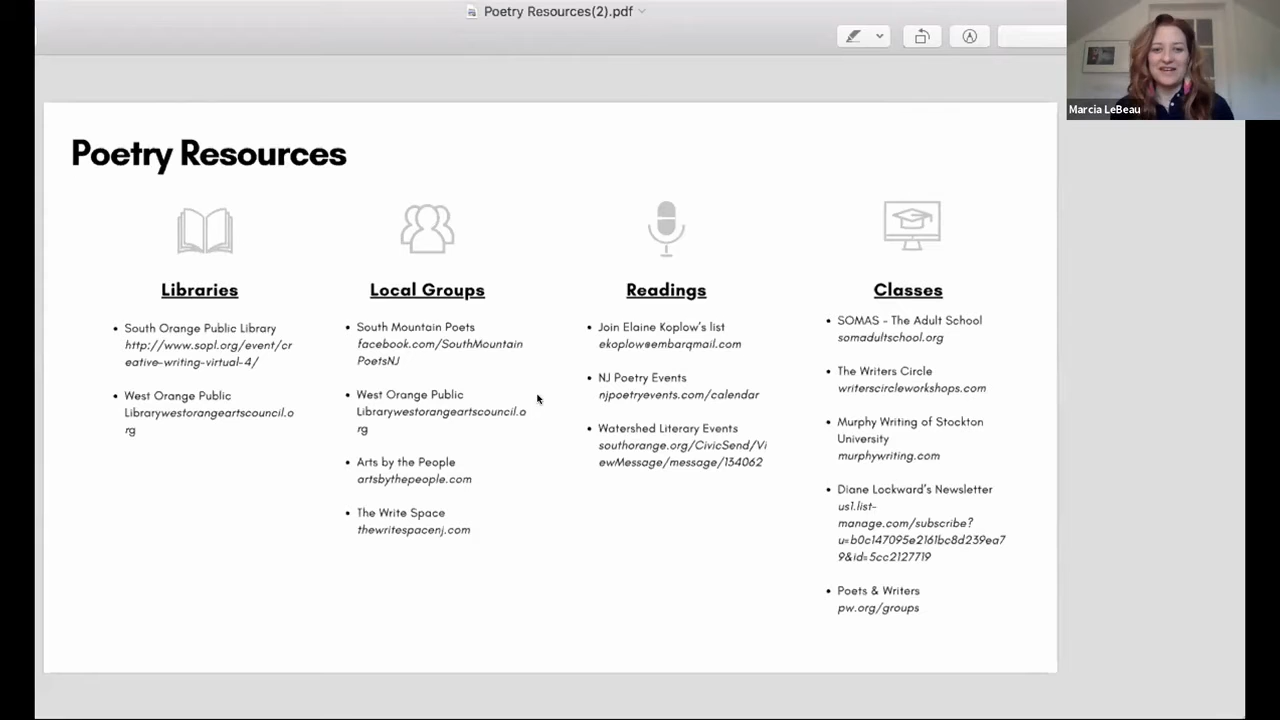 Poetry Resources(2).pdf
Marcia LeBeau
Poetry Resources
Libraries
South Orange Public Library
http://www.sopl.org/event/cr
eative-writing-virtual-4/
West Orange Public
Librarywestorangeartscouncil.o
rg
Local Groups
South Mountain Poets
facebook.com/SouthMountain
PoetsNJ
West Orange Public
Librarywestorangeartscouncil.o
rg
Arts by the People
artsbythepeople.com
The Write Space
thewritespacenj.com
Readings
Join Elaine Koplow's list
ekoplow@embarqmail.com
NJ Poetry Events
njpoetryevents.com/calendar
Watershed Literary Events
southorange.org/CivicSend/Vi
ewMessage/message/134062
Classes
SOMAS - The Adult School
somadultschool.org
The Writers Circle
writerscircleworkshops.com
Murphy Writing of Stockton
University
murphywriting.com
Diane Lockward's Newsletter
us1.list-
manage.com/subscribe?
u=b0c147095e2161bc8d239ea7
9&id=5cc2127719
Poets & Writers
pw.org/groups